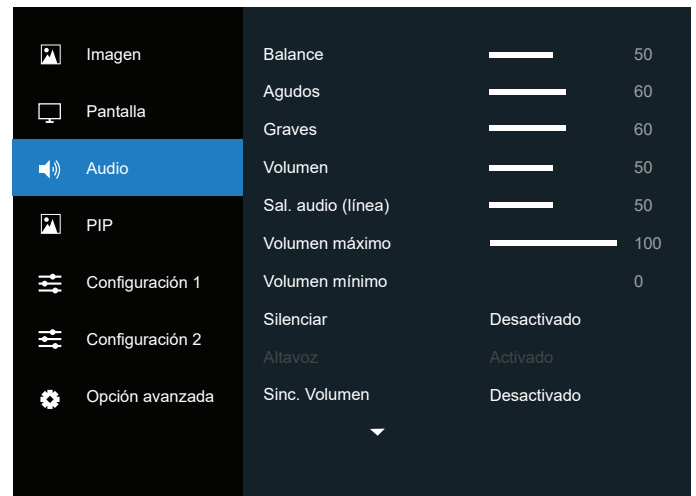 Imagen
Pantalla
Audio
PIP
Configuración 1
Configuración 2
Opción avanzada
Balance 50
Agudos 60
Graves 60
Volumen 50
Sal. audio (línea) 50
Volumen máximo 100
Volumen mínimo 0
Silenciar Desactivado
Altavoz Activado
Sinc. Volumen Desactivado